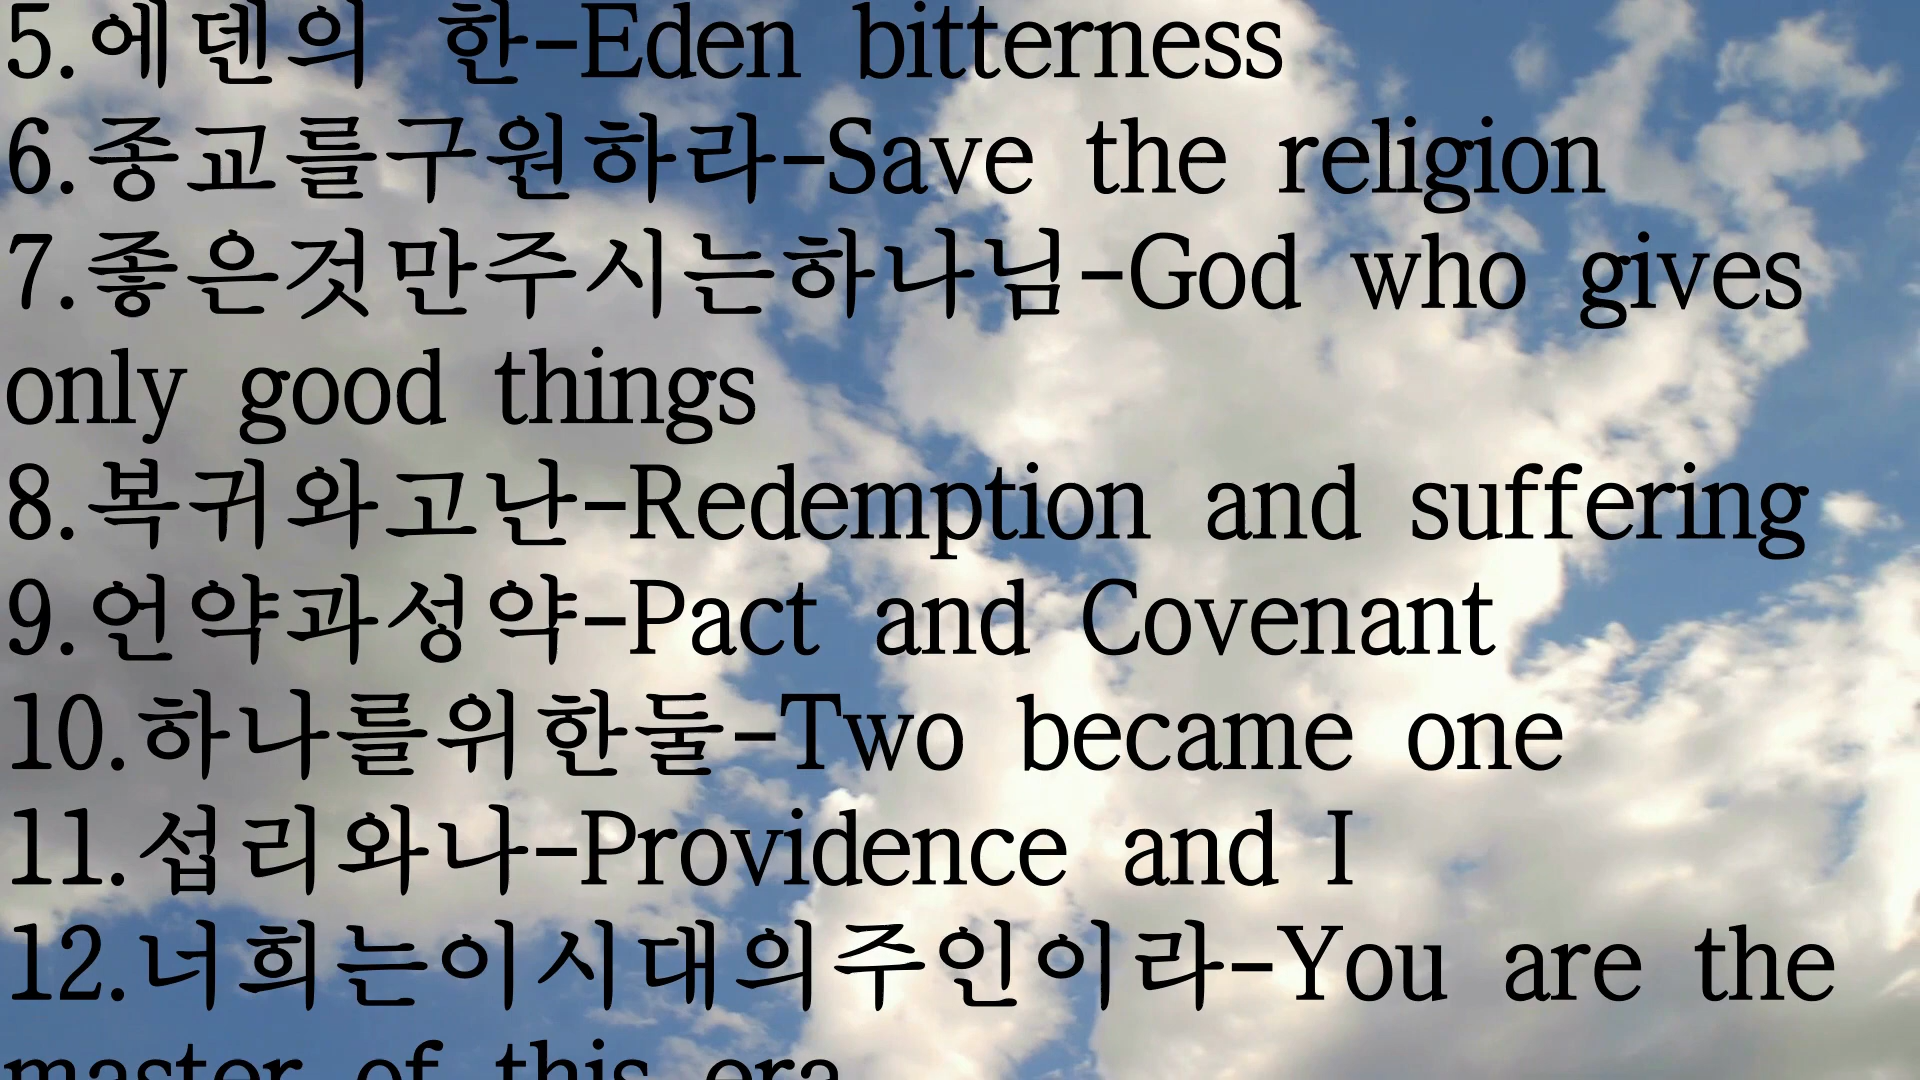 5.에덴의 한-Eden bitterness
6.종교를구원하라-Save the religion
7.좋은것만주시는하나님-God who gives
only good things
8.복귀와고난-Redemption and suffering
9.언약과성약-Pact and Covenant
10.하나를위한둘-Two became one
11.섭리와나-Providence and I
12.너희는이시대의주인이라-You are the
master of this era